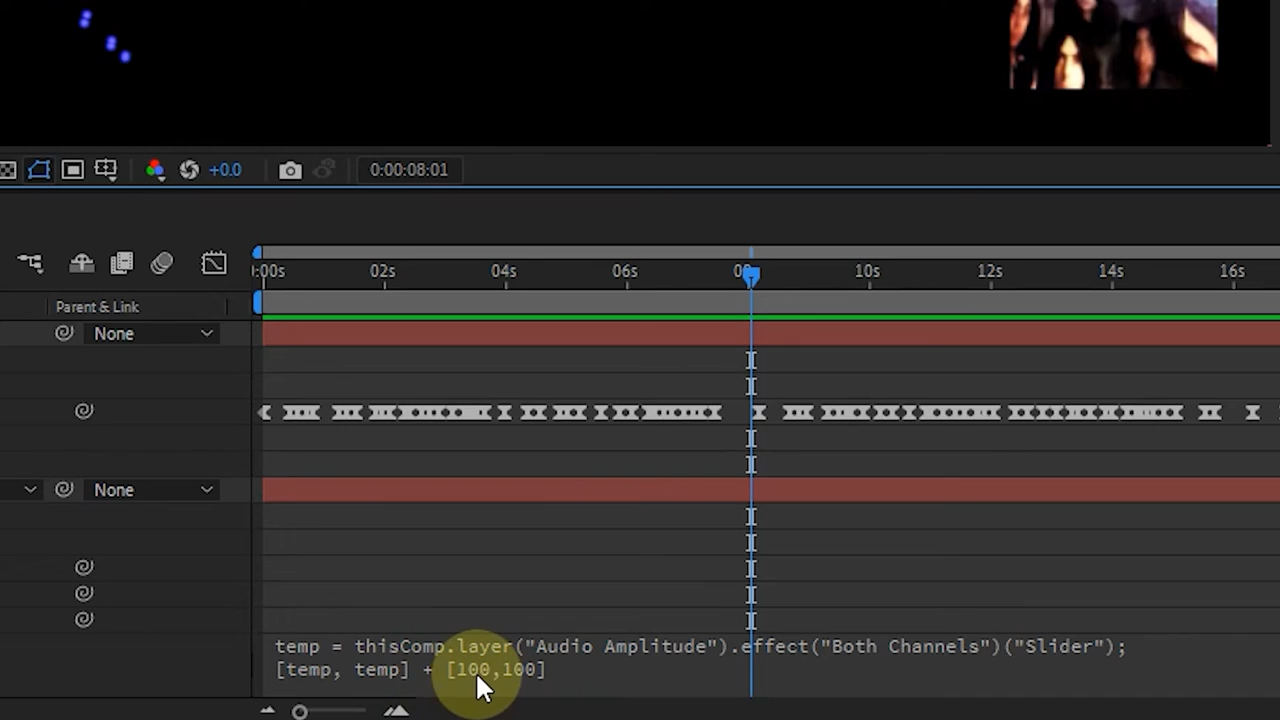 +0.0
0:00:08:01
:00s 02s 04s 06s 10s 12s 14s 16s
Parent & Link
None
None
temp = thisComp.layer("Audio Amplitude").effect("Both Channels")("Slider");
[temp, temp] + [100,100]